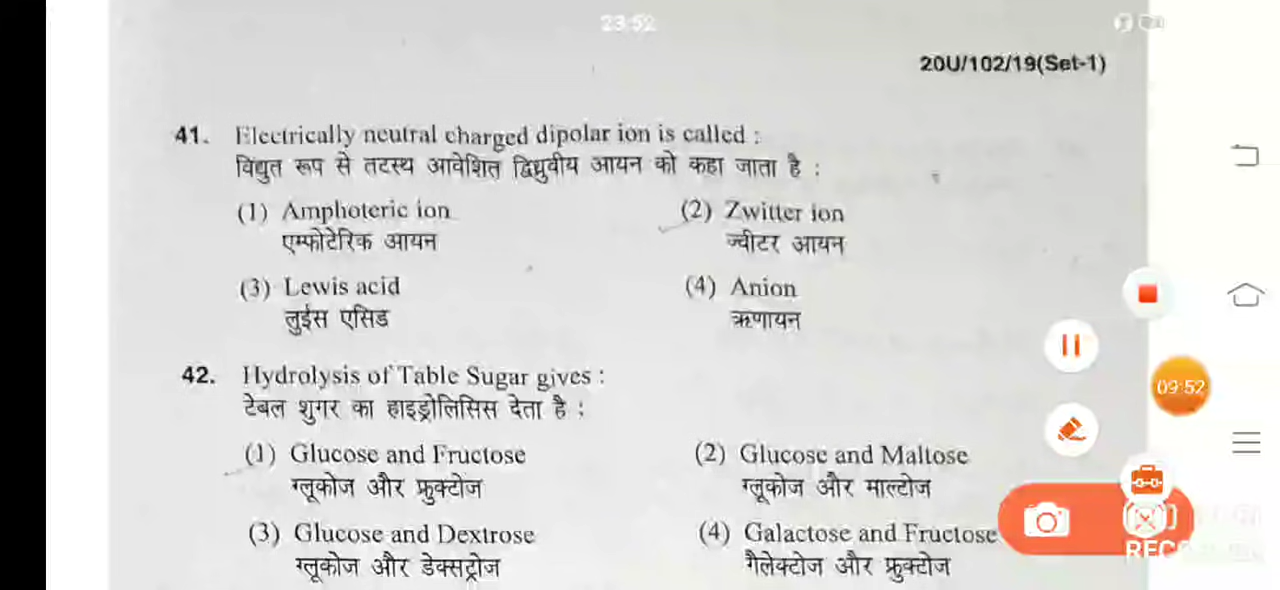 23:52
20U/102/19(Set-1)
41. Electrically neutral charged dipolar ion is called :
विद्युत रूप से तटस्थ आवेशित द्विध्रुवीय आयन को कहा जाता है :
(1) Amphoteric ion (2) Zwitter ion
एम्फोटेरिक आयन ज्वीटर आयन
(3) Lewis acid (4) Anion
लुईस एसिड ऋणायन
09:52
42. Hydrolysis of Table Sugar gives :
टेबल शुगर का हाइड्रोलिसिस देता है :
(1) Glucose and Fructose (2) Glucose and Maltose
ग्लूकोज और फ्रुक्टोज ग्लूकोज और माल्टोज
(3) Glucose and Dextrose (4) Galactose and Fructose
ग्लूकोज और डेक्सट्रोज गैलेक्टोज और फ्रुक्टोज
REC